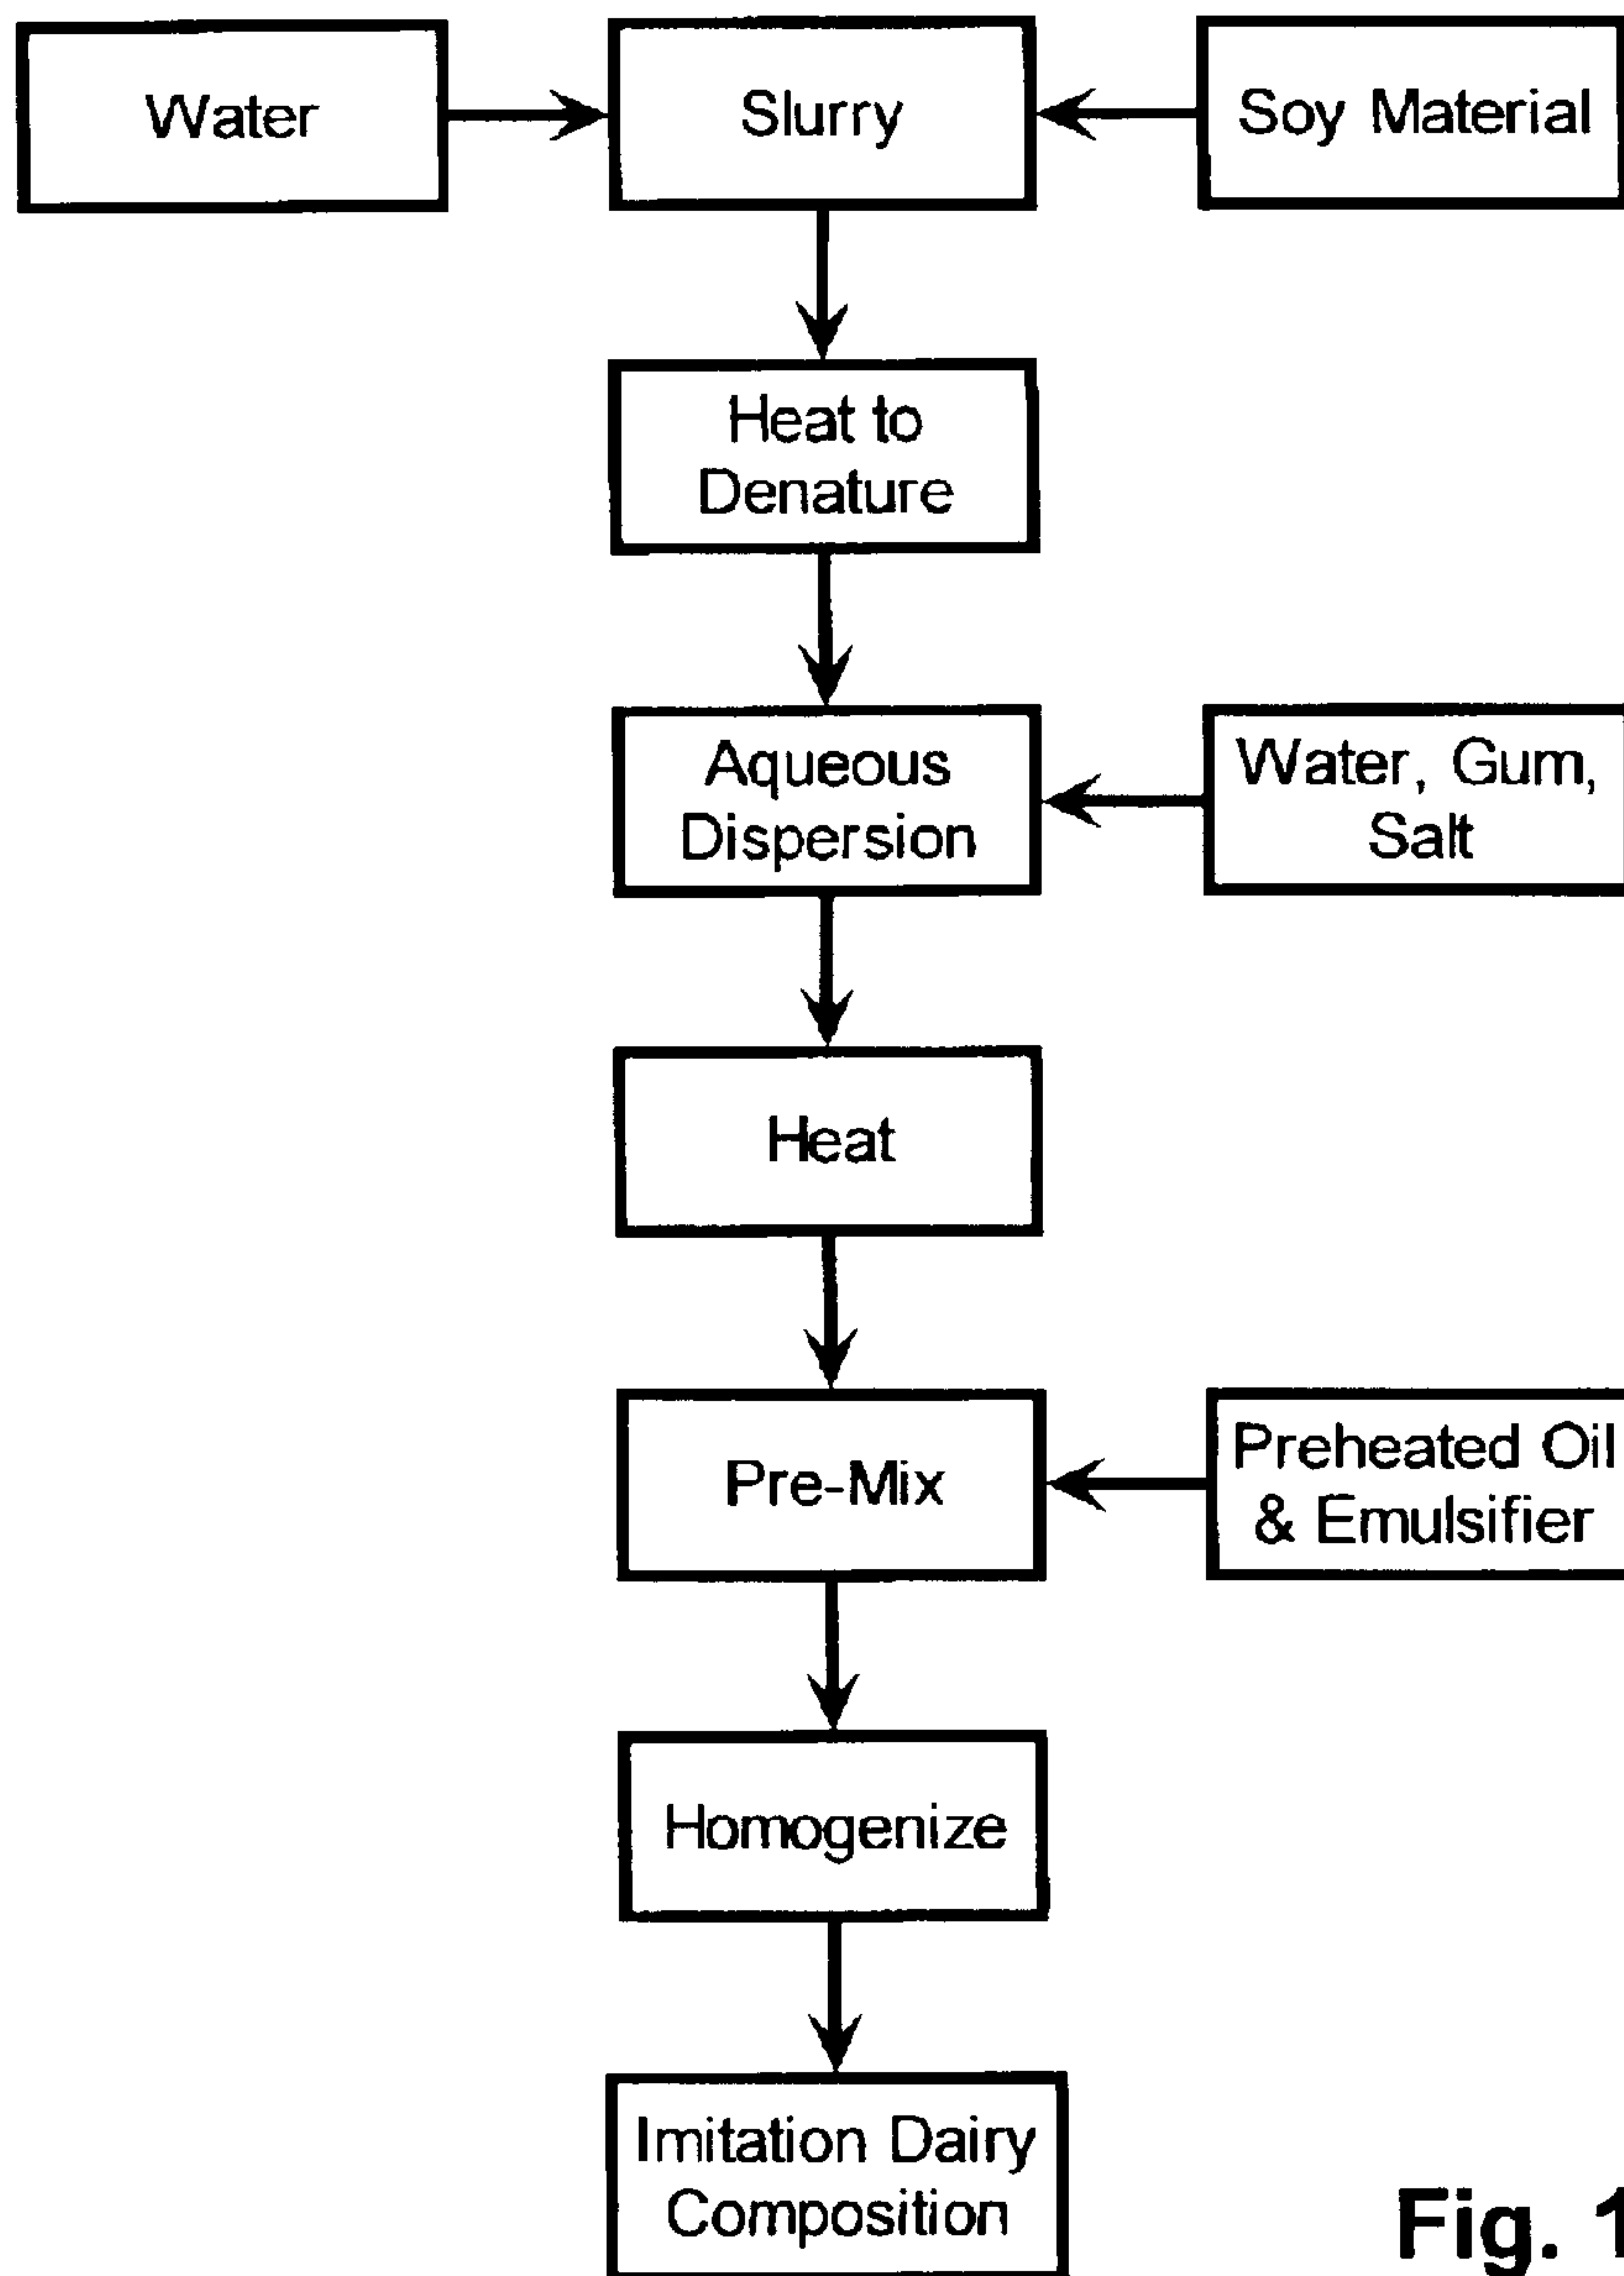 Water
Slurry
Soy Material
Heat to
Denature
Aqueous
Dispersion
Water, Gum,
Salt
Heat
Pre-Mix
Preheated Oil
& Emulsifier
Homogenize
Imitation Dairy
Composition
Fig. 1